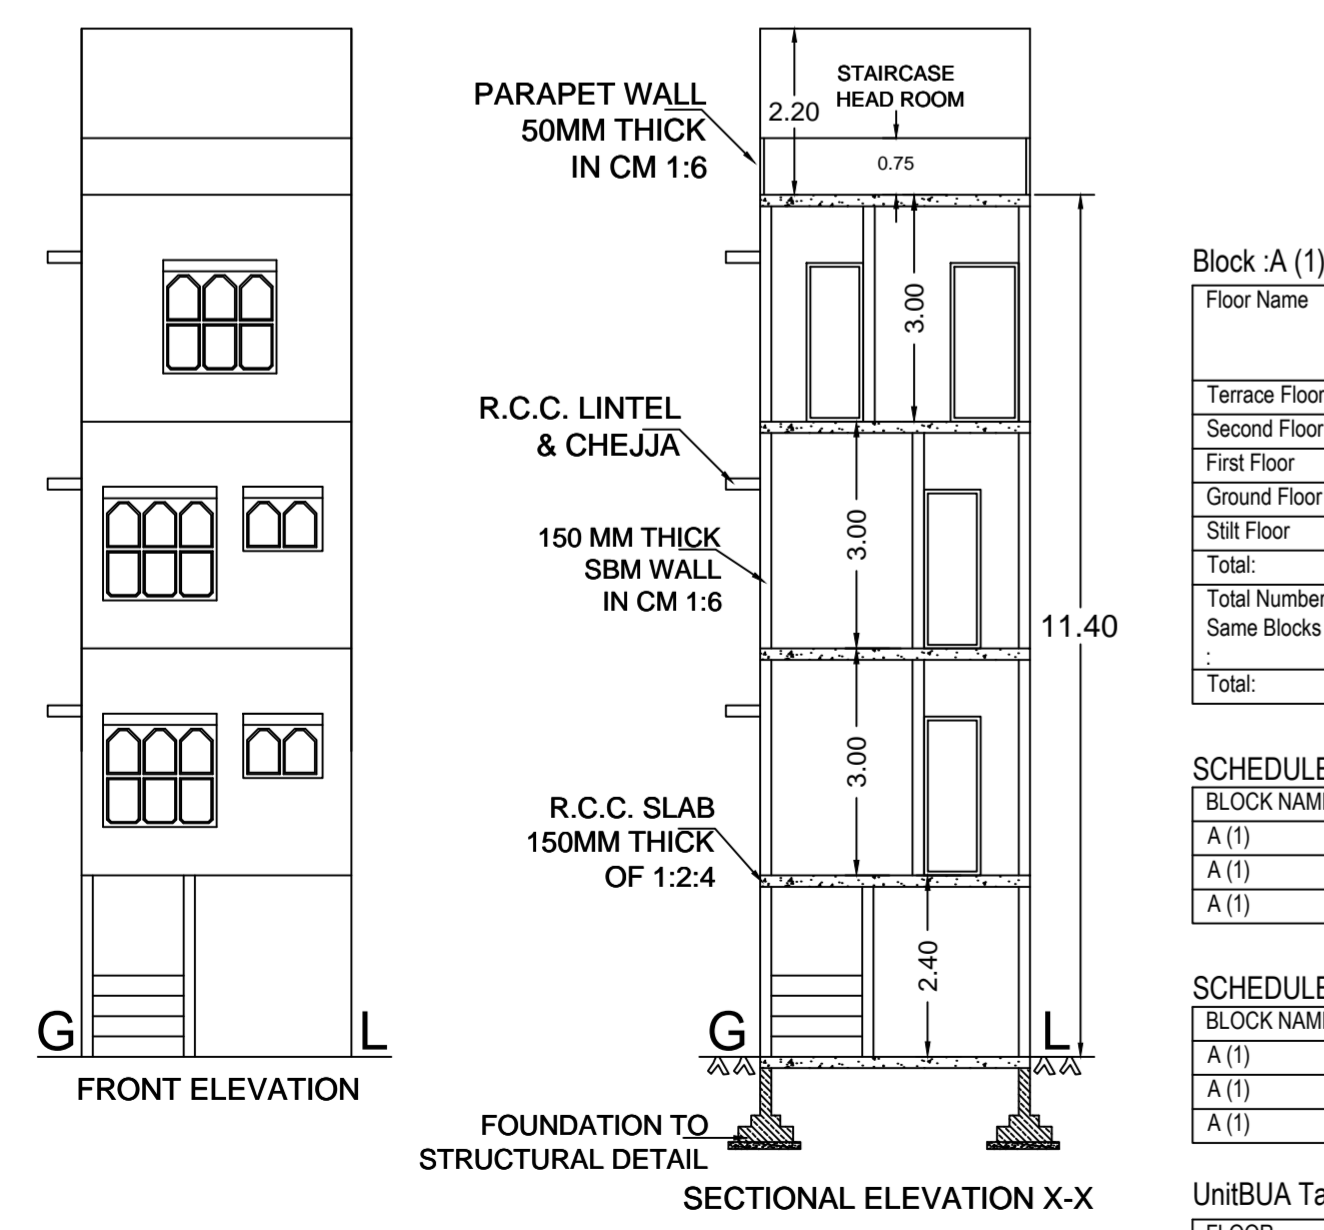 STAIRCASE
HEAD ROOM
2.20
0.75
PARAPET WALL
50MM THICK
IN CM 1:6
3.00
R.C.C. LINTEL
& CHEJJA
3.00
150 MM THICK
SBM WALL
IN CM 1:6
11.40
3.00
R.C.C. SLAB
150MM THICK
OF 1:2:4
2.40
G L
FRONT ELEVATION
G L
FOUNDATION TO
STRUCTURAL DETAIL
SECTIONAL ELEVATION X-X
Block :A (1)
Floor Name
Terrace Floor
Second Floor
First Floor
Ground Floor
Stilt Floor
Total:
Total Number
Same Blocks
:
Total:
SCHEDULE
BLOCK NAM
A (1)
A (1)
A (1)
SCHEDULE
BLOCK NAM
A (1)
A (1)
A (1)
UnitBUA Ta